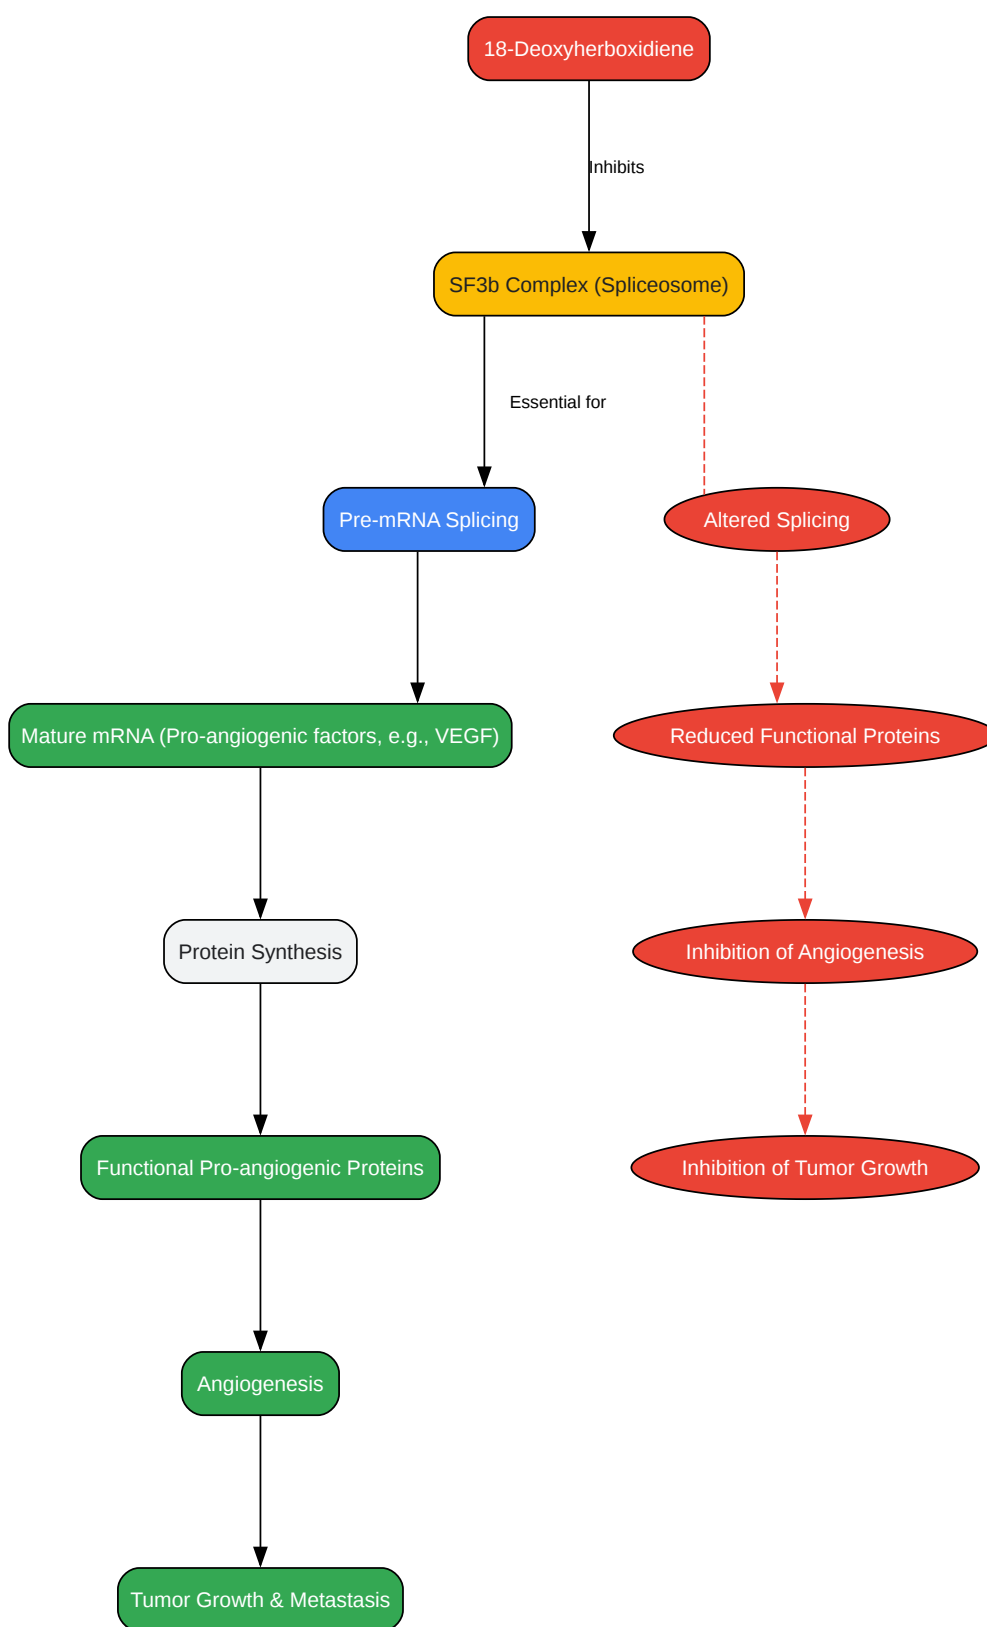 18-Deoxyherboxidiene
Inhibits
SF3b Complex (Spliceosome)
Essential for
Pre-mRNA Splicing
Altered Splicing
Mature mRNA (Pro-angiogenic factors, e.g., VEGF)
Reduced Functional Proteins
Protein Synthesis
Inhibition of Angiogenesis
Functional Pro-angiogenic Proteins
Inhibition of Tumor Growth
Angiogenesis
Tumor Growth & Metastasis